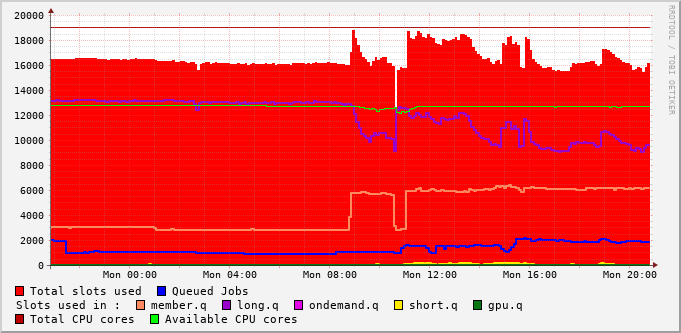 20000
18000
16000
14000
12000
10000
8000
6000
4000
2000
0
Mon 00:00 Mon 04:00 Mon 08:00 Mon 12:00 Mon 16:00 Mon 20:00
Total slots used Queued Jobs
Slots used in : member.q long.q ondemand.q short.q gpu.q
Total CPU cores Available CPU cores
RRDTOOL / TOBI OETIKER